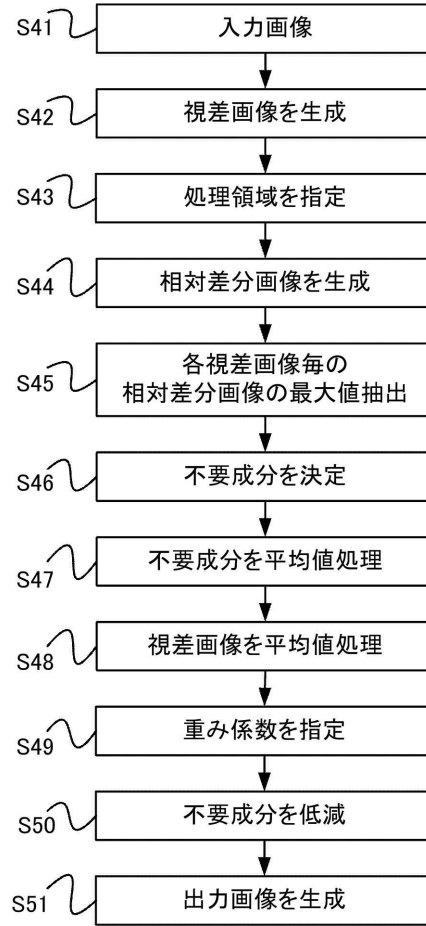 S41
入力画像
S42
視差画像を生成
S43
処理領域を指定
S44
相対差分画像を生成
S45
各視差画像毎の
相対差分画像の最大値抽出
S46
不要成分を決定
S47
不要成分を平均値処理
S48
視差画像を平均値処理
S49
重み係数を指定
S50
不要成分を低減
S51
出力画像を生成